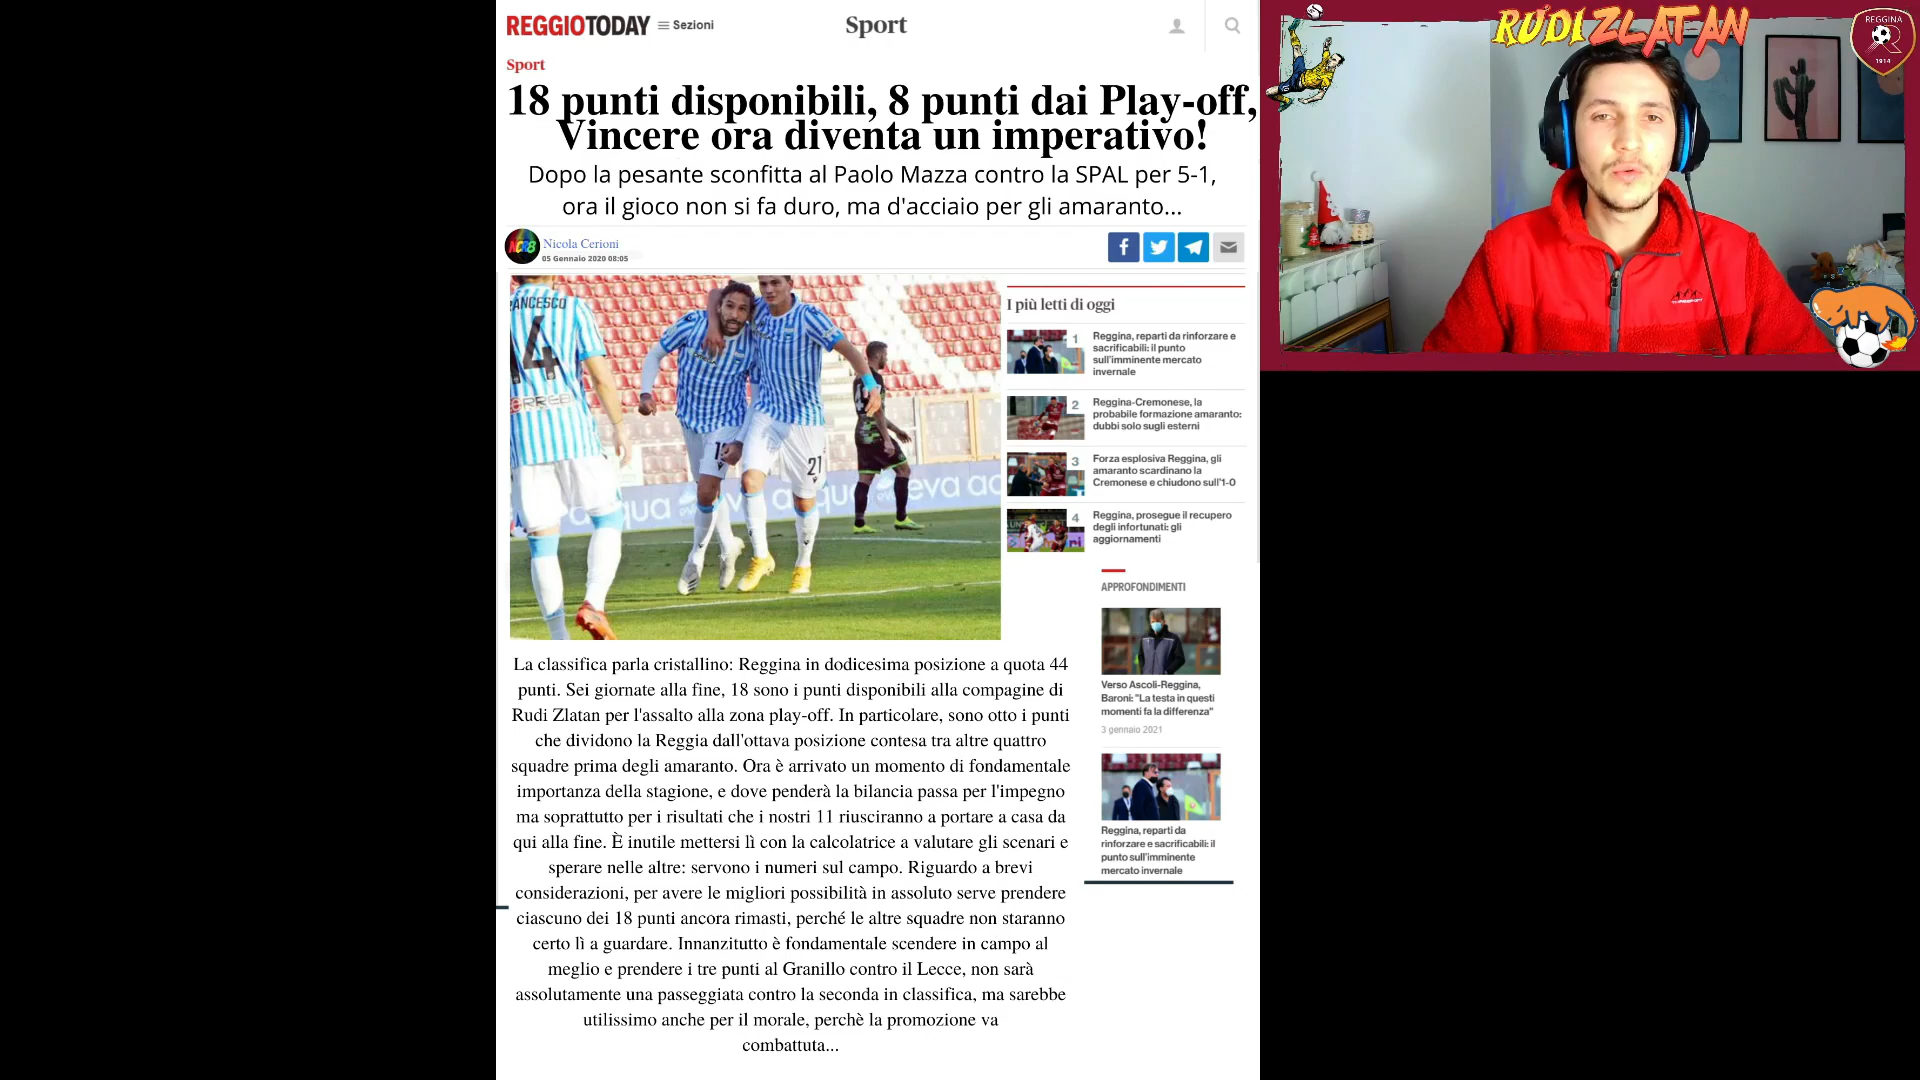 REGGIOTODAY
Sezioni
Sport
Sport
18 punti disponibili, 8 punti dai Play-off,
Vincere ora diventa un imperativo!
Dopo la pesante sconfitta al Paolo Mazza contro la SPAL per 5-1,
ora il gioco non si fa duro, ma d'acciaio per gli amaranto...
NCR8
Nicola Cerioni
05 Gennaio 2020 08:05
4
21
acqua eva
I più letti di oggi
1
Reggina, reparti da rinforzare e
sacrificabili: il punto
sull'imminente mercato
invernale
2
Reggina-Cremonese, la
probabile formazione amaranto:
dubbi solo sugli esterni
3
Forza esplosiva Reggina, gli
amaranto scardinano la
Cremonese e chiudono sull'1-0
4
Reggina, prosegue il recupero
degli infortunati: gli
aggiornamenti
APPROFONDIMENTI
Verso Ascoli-Reggina,
Baroni: "La testa in questi
momenti fa la differenza"
3 gennaio 2021
Reggina, reparti da
rinforzare e sacrificabili: il
punto sull'imminente
mercato invernale
La classifica parla cristallino: Reggina in dodicesima posizione a quota 44
punti. Sei giornate alla fine, 18 sono i punti disponibili alla compagine di
Rudi Zlatan per l'assalto alla zona play-off. In particolare, sono otto i punti
che dividono la Reggia dall'ottava posizione contesa tra altre quattro
squadre prima degli amaranto. Ora è arrivato un momento di fondamentale
importanza della stagione, e dove penderà la bilancia passa per l'impegno
ma soprattutto per i risultati che i nostri 11 riusciranno a portare a casa da
qui alla fine. È inutile mettersi lì con la calcolatrice a valutare gli scenari e
sperare nelle altre: servono i numeri sul campo. Riguardo a brevi
considerazioni, per avere le migliori possibilità in assoluto serve prendere
ciascuno dei 18 punti ancora rimasti, perché le altre squadre non staranno
certo lì a guardare. Innanzitutto è fondamentale scendere in campo al
meglio e prendere i tre punti al Granillo contro il Lecce, non sarà
assolutamente una passeggiata contro la seconda in classifica, ma sarebbe
utilissimo anche per il morale, perchè la promozione va
combattuta...
RUDI ZLATAN
REGGINA
1914